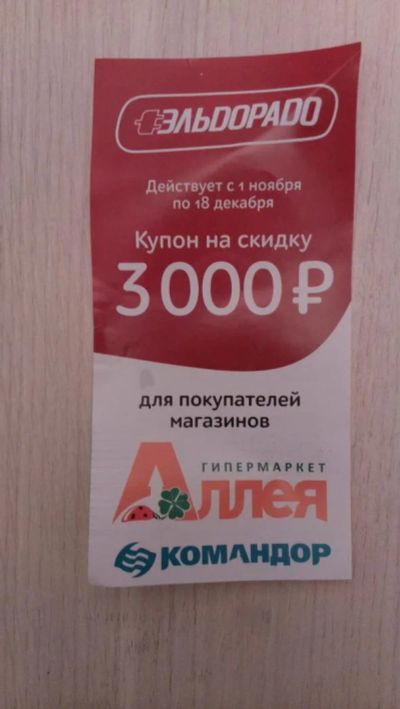 ЭЛЬДОРАДО
Действует с 1 ноября
по 18 декабря
Купон на скидку
3 000 ₽
для покупателей
магазинов
ГИПЕРМАРКЕТ
Аллея
КОМАНДОР